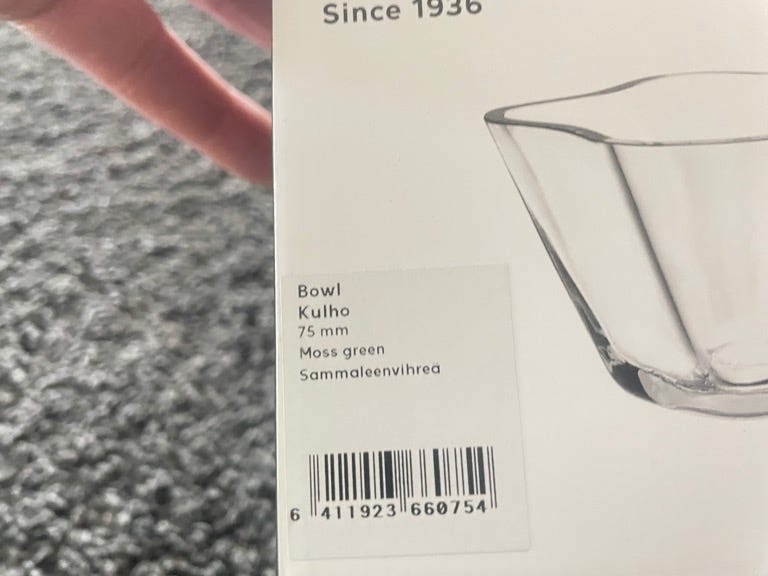 Since 1936
Bowl
Kulho
75 mm
Moss green
Sammaleenvihreä
6 411923 660754